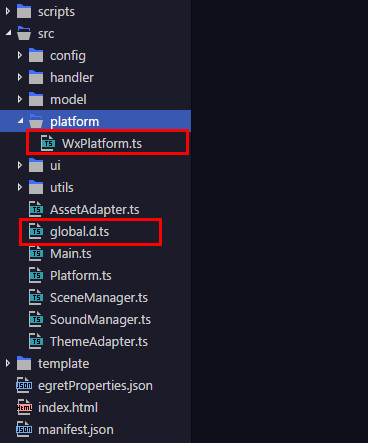 scripts
src
config
handler
model
platform
TS WxPlatform.ts
ui
utils
TS AssetAdapter.ts
TS global.d.ts
TS Main.ts
TS Platform.ts
TS SceneManager.ts
TS SoundManager.ts
TS ThemeAdapter.ts
template
JSON egretProperties.json
HTML index.html
JSON manifest.json